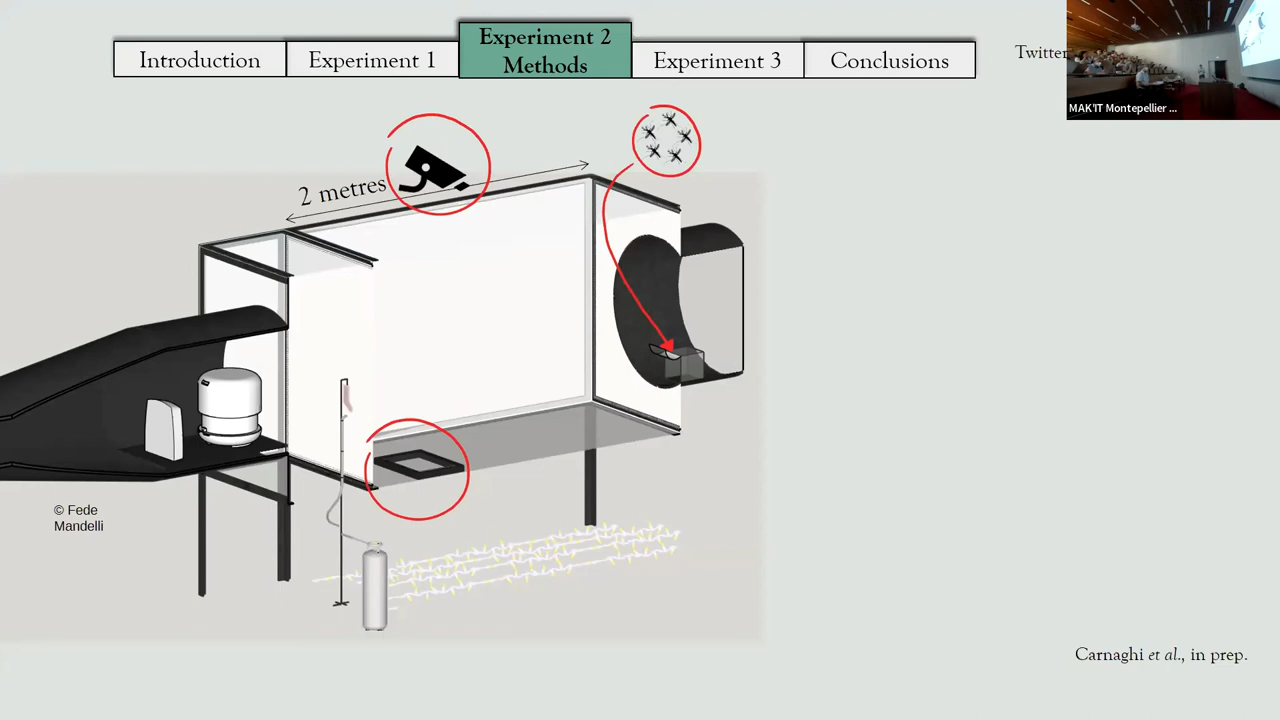 Introduction
Experiment 1
Experiment 2
Methods
Experiment 3
Conclusions
Twitter
MAK'IT Montepellier ...
2 metres
© Fede
Mandelli
Carnaghi et al., in prep.